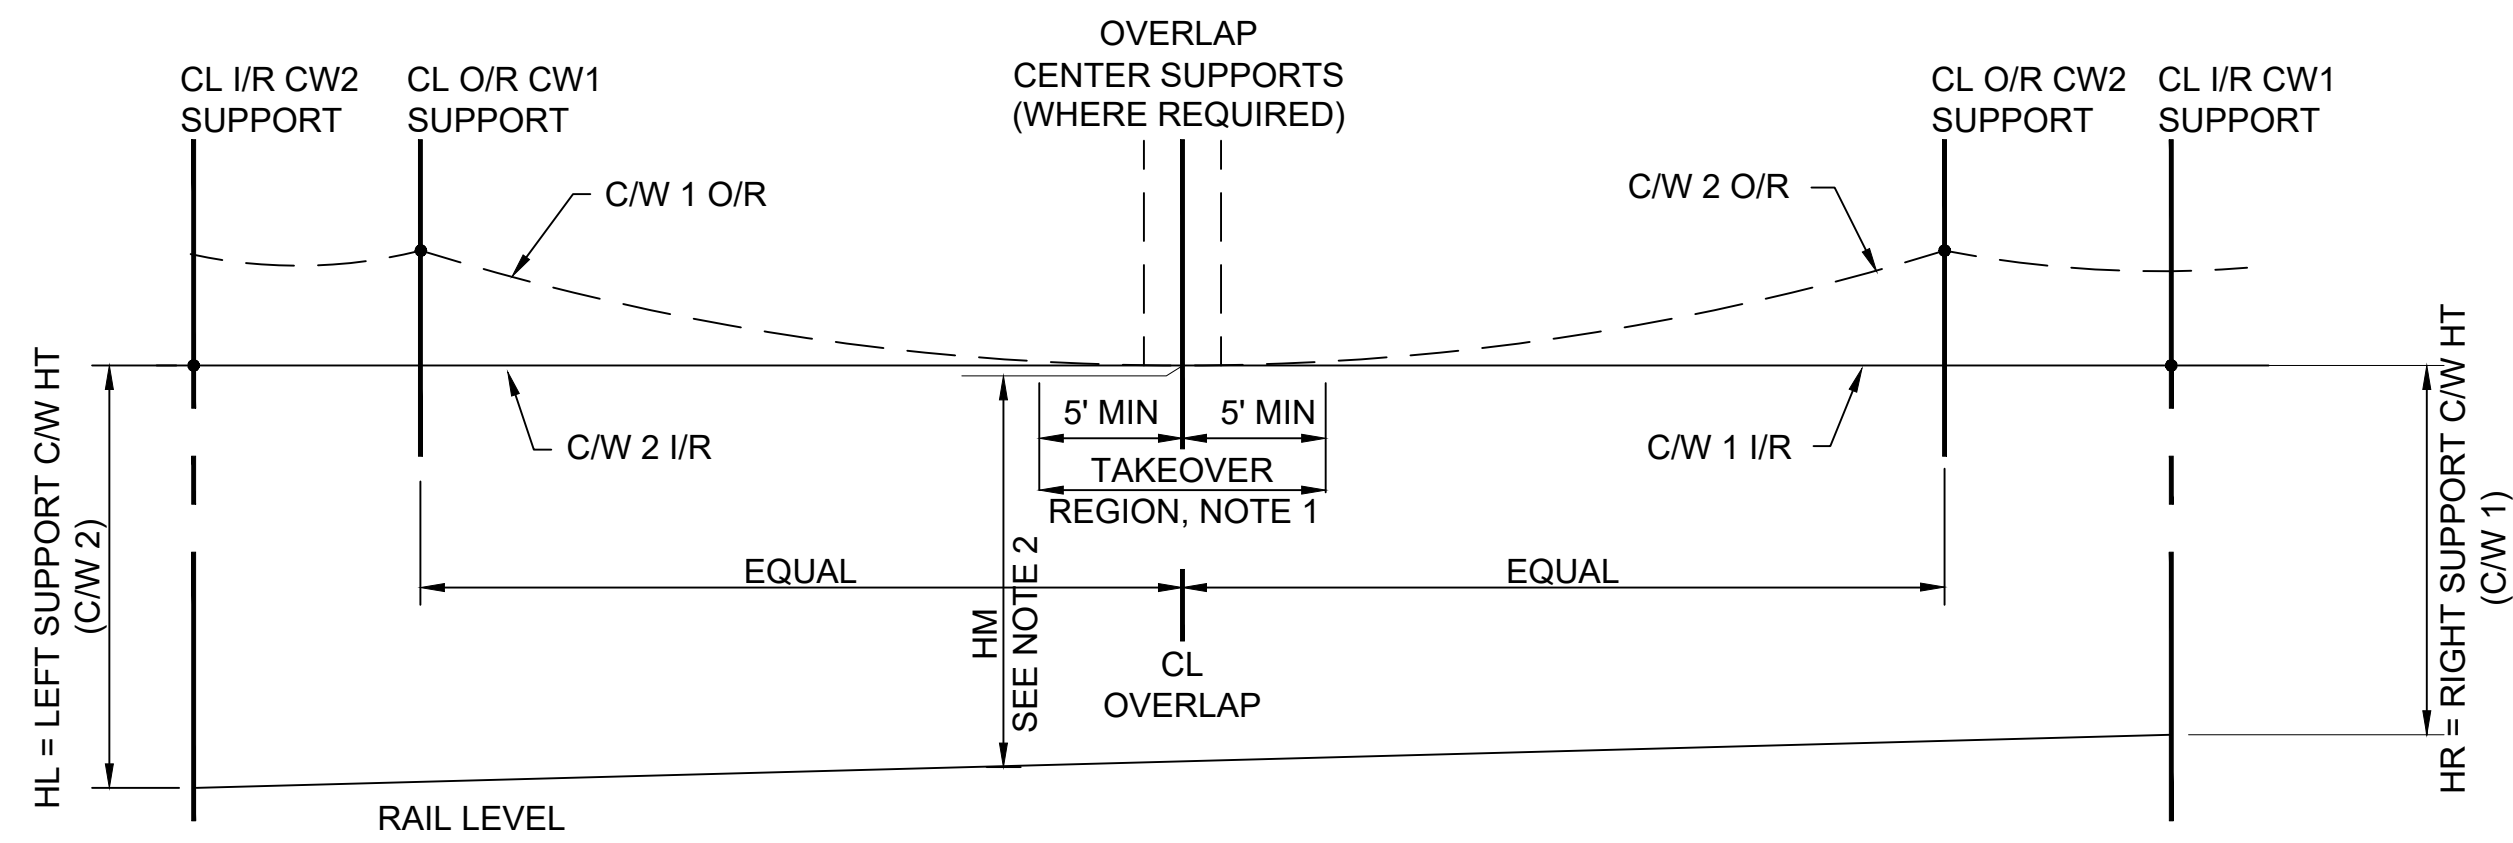 OVERLAP
CENTER SUPPORTS
(WHERE REQUIRED)
CL I/R CW2
SUPPORT
CL O/R CW1
SUPPORT
CL O/R CW2
SUPPORT
CL I/R CW1
SUPPORT
C/W 1 O/R
C/W 2 O/R
C/W 2 I/R
C/W 1 I/R
5' MIN
5' MIN
TAKEOVER
REGION, NOTE 1
EQUAL
EQUAL
HM
SEE NOTE 2
CL
OVERLAP
HL = LEFT SUPPORT C/W HT
(C/W 2)
HR = RIGHT SUPPORT C/W HT
(C/W 1)
RAIL LEVEL